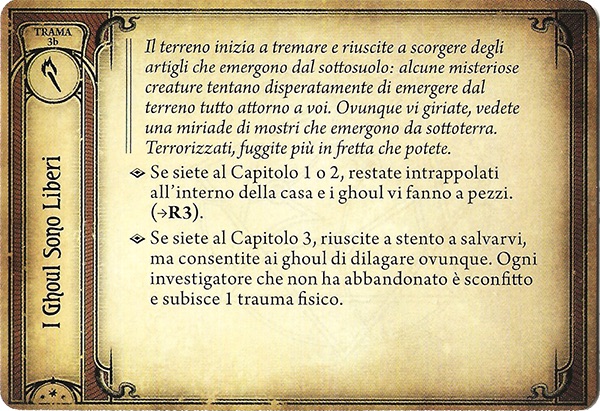 TRAMA
3b
I Ghoul Sono Liberi
Il terreno inizia a tremare e riuscite a scorgere degli
artigli che emergono dal sottosuolo: alcune misteriose
creature tentano disperatamente di emergere dal
terreno tutto attorno a voi. Ovunque vi giriate, vedete
una miriade di mostri che emergono da sottoterra.
Terrorizzati, fuggite più in fretta che potete.
Se siete al Capitolo 1 o 2, restate intrappolati
all'interno della casa e i ghoul vi fanno a pezzi.
(→R3).
Se siete al Capitolo 3, riuscite a stento a salvarvi,
ma consentite ai ghoul di dilagare ovunque. Ogni
investigatore che non ha abbandonato è sconfitto
e subisce 1 trauma fisico.